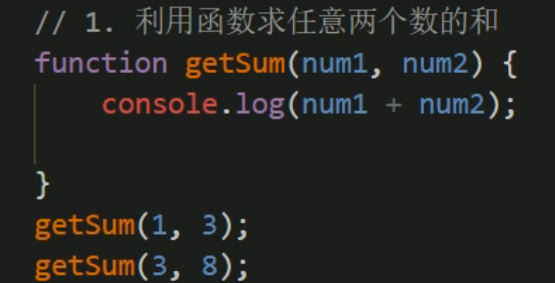 // 1. 利用函数求任意两个数的和
function getSum(num1, num2) {
console.log(num1 + num2);
}
getSum(1, 3);
getSum(3, 8);